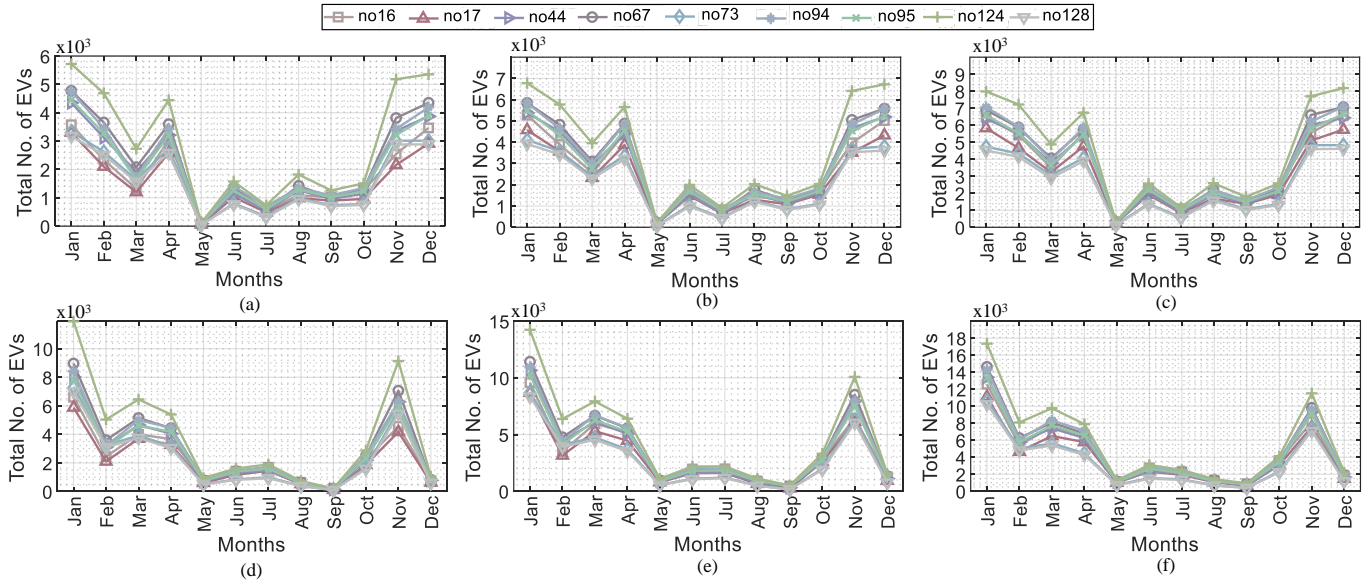 no16 no17 no44 no67 no73 no94 no95 no124 no128
x10³ x10³ x10³
6 5 4 3 2 1 0
Total No. of EVs
Jan Feb Mar Apr May Jun Jul Aug Sep Oct Nov Dec
Months
(a)
7 6 5 4 3 2 1 0
Total No. of EVs
Jan Feb Mar Apr May Jun Jul Aug Sep Oct Nov Dec
Months
(b)
9 8 7 6 5 4 3 2 1 0
Total No. of EVs
Jan Feb Mar Apr May Jun Jul Aug Sep Oct Nov Dec
Months
(c)
x10³ x10³ x10³
10 8 6 4 2 0
Total No. of EVs
Jan Feb Mar Apr May Jun Jul Aug Sep Oct Nov Dec
Months
(d)
15 10 5 0
Total No. of EVs
Jan Feb Mar Apr May Jun Jul Aug Sep Oct Nov Dec
Months
(e)
18 16 14 12 10 8 6 4 2 0
Total No. of EVs
Jan Feb Mar Apr May Jun Jul Aug Sep Oct Nov Dec
Months
(f)